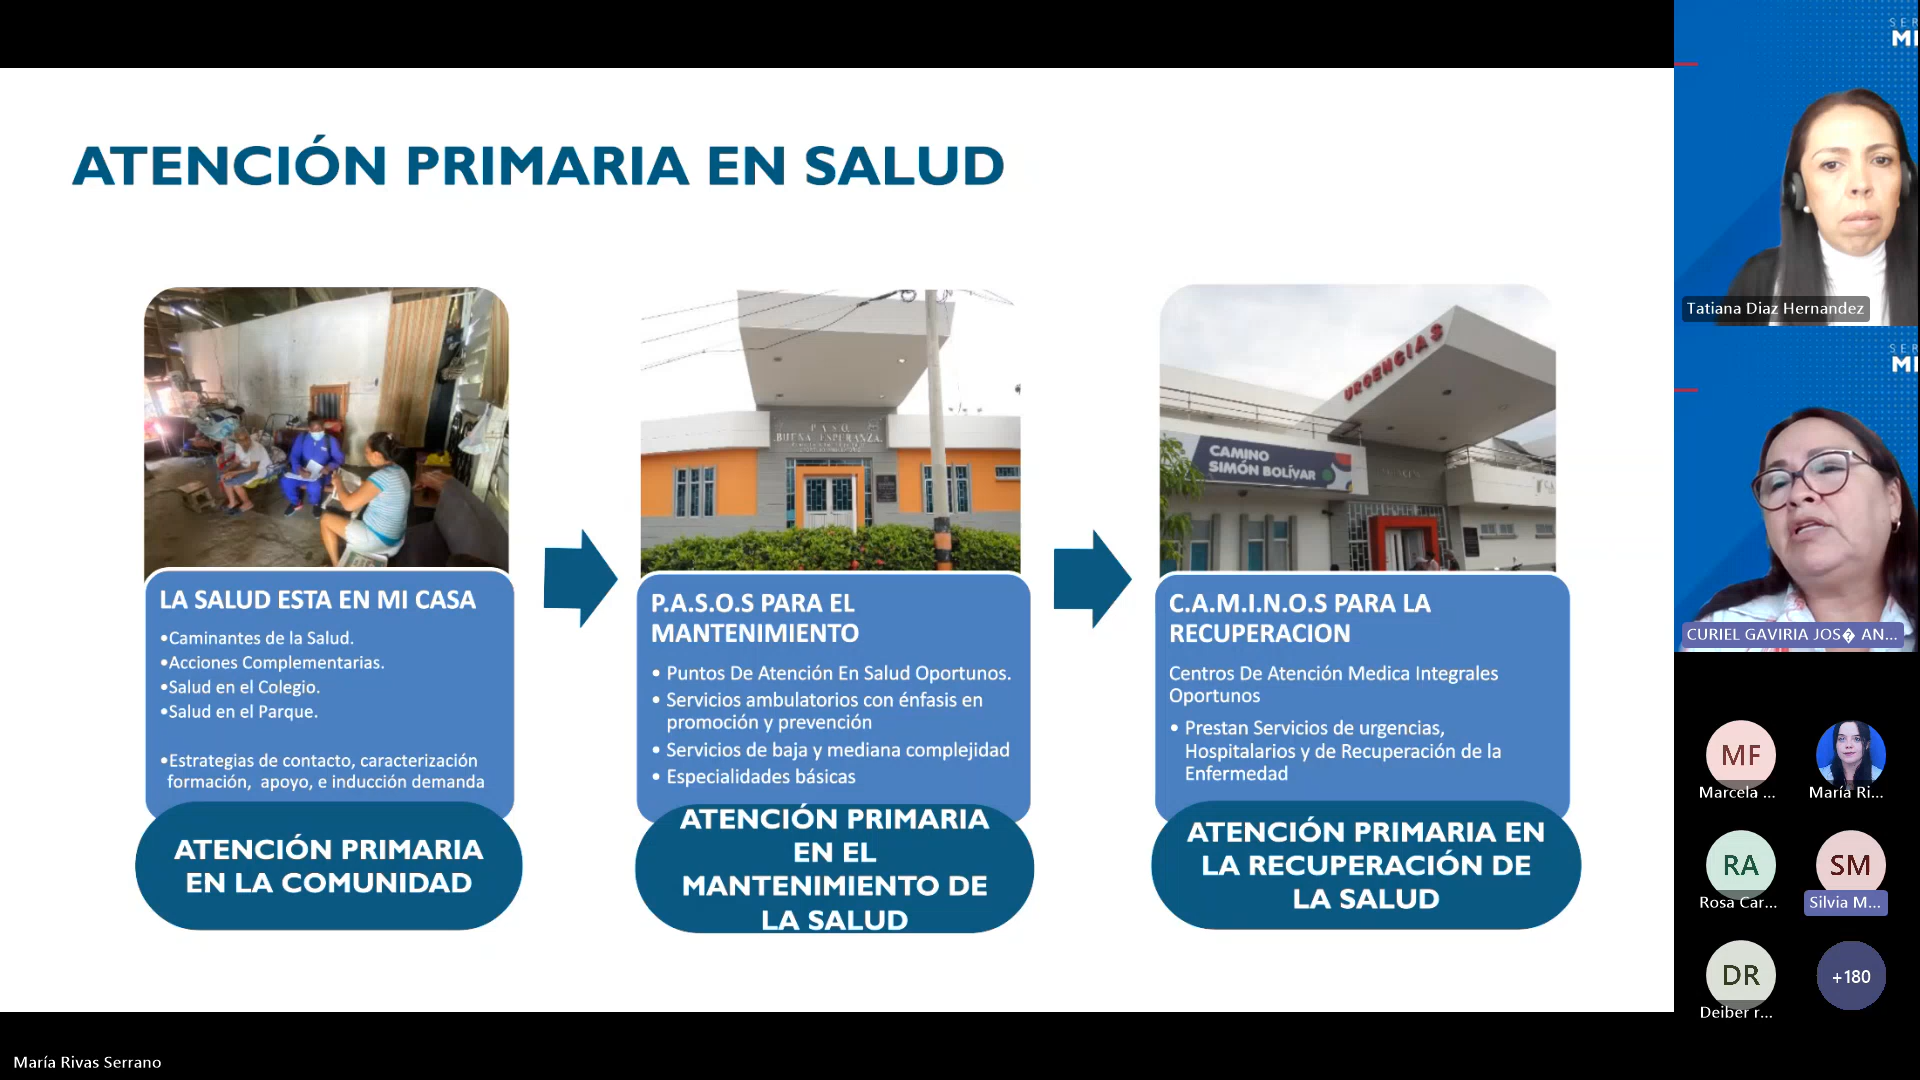 ATENCIÓN PRIMARIA EN SALUD
P.A.S.O.
BUENA ESPERANZA
URGENCIAS
CAMINO
SIMÓN BOLÍVAR
LA SALUD ESTA EN MI CASA
•Caminantes de la Salud.
•Acciones Complementarias.
•Salud en el Colegio.
•Salud en el Parque.
•Estrategias de contacto, caracterización
formación, apoyo, e inducción demanda
ATENCIÓN PRIMARIA
EN LA COMUNIDAD
P.A.S.O.S PARA EL
MANTENIMIENTO
• Puntos De Atención En Salud Oportunos.
• Servicios ambulatorios con énfasis en
promoción y prevención
• Servicios de baja y mediana complejidad
• Especialidades básicas
ATENCIÓN PRIMARIA
EN EL
MANTENIMIENTO DE
LA SALUD
C.A.M.I.N.O.S PARA LA
RECUPERACION
Centros De Atención Medica Integrales
Oportunos
• Prestan Servicios de urgencias,
Hospitalarios y de Recuperación de la
Enfermedad
ATENCIÓN PRIMARIA EN
LA RECUPERACIÓN DE
LA SALUD
SER
MI
Tatiana Diaz Hernandez
SER
MI
CURIEL GAVIRIA JOS� AN...
MF
Marcela ...
María Ri...
RA
Rosa Car...
SM
Silvia M...
DR
Deiber r...
+180
María Rivas Serrano